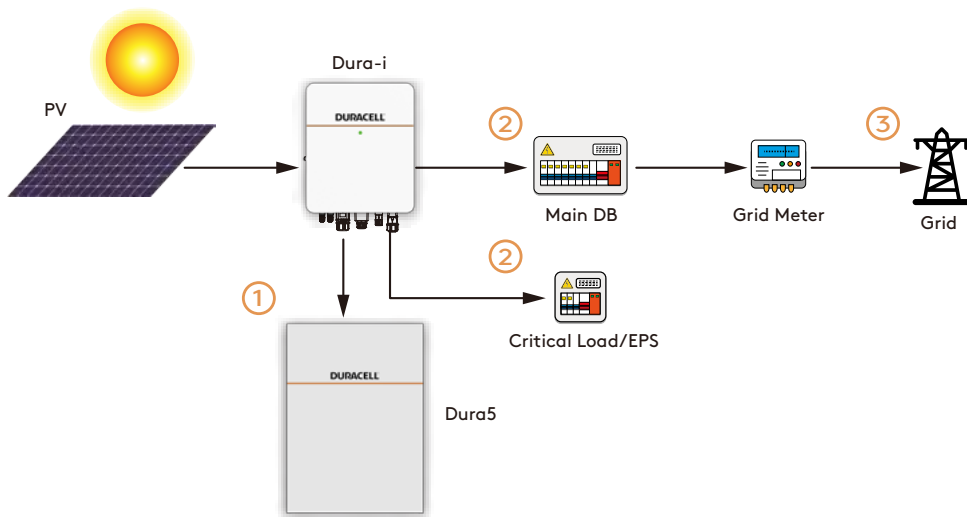 Dura-i
PV
DURACELL
2
3
Main DB
Grid Meter
Grid
2
1
Critical Load/EPS
DURACELL
Dura5